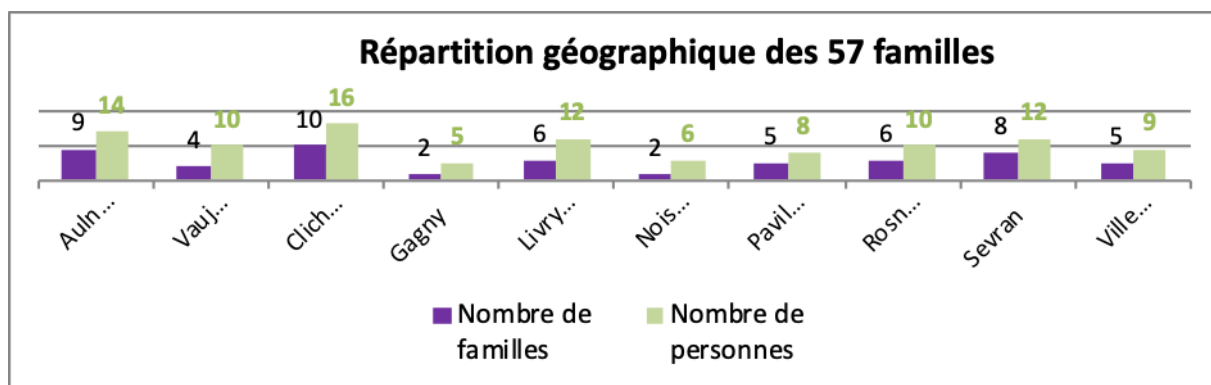 Répartition géographique des 57 familles
9 14 4 10 10 16 2 5 6 12 2 6 5 8 6 10 8 12 5 9
Auln... Vauj... Clich... Gagny Livry... Nois... Pavil... Rosn... Sevran Ville...
Nombre de familles
Nombre de personnes